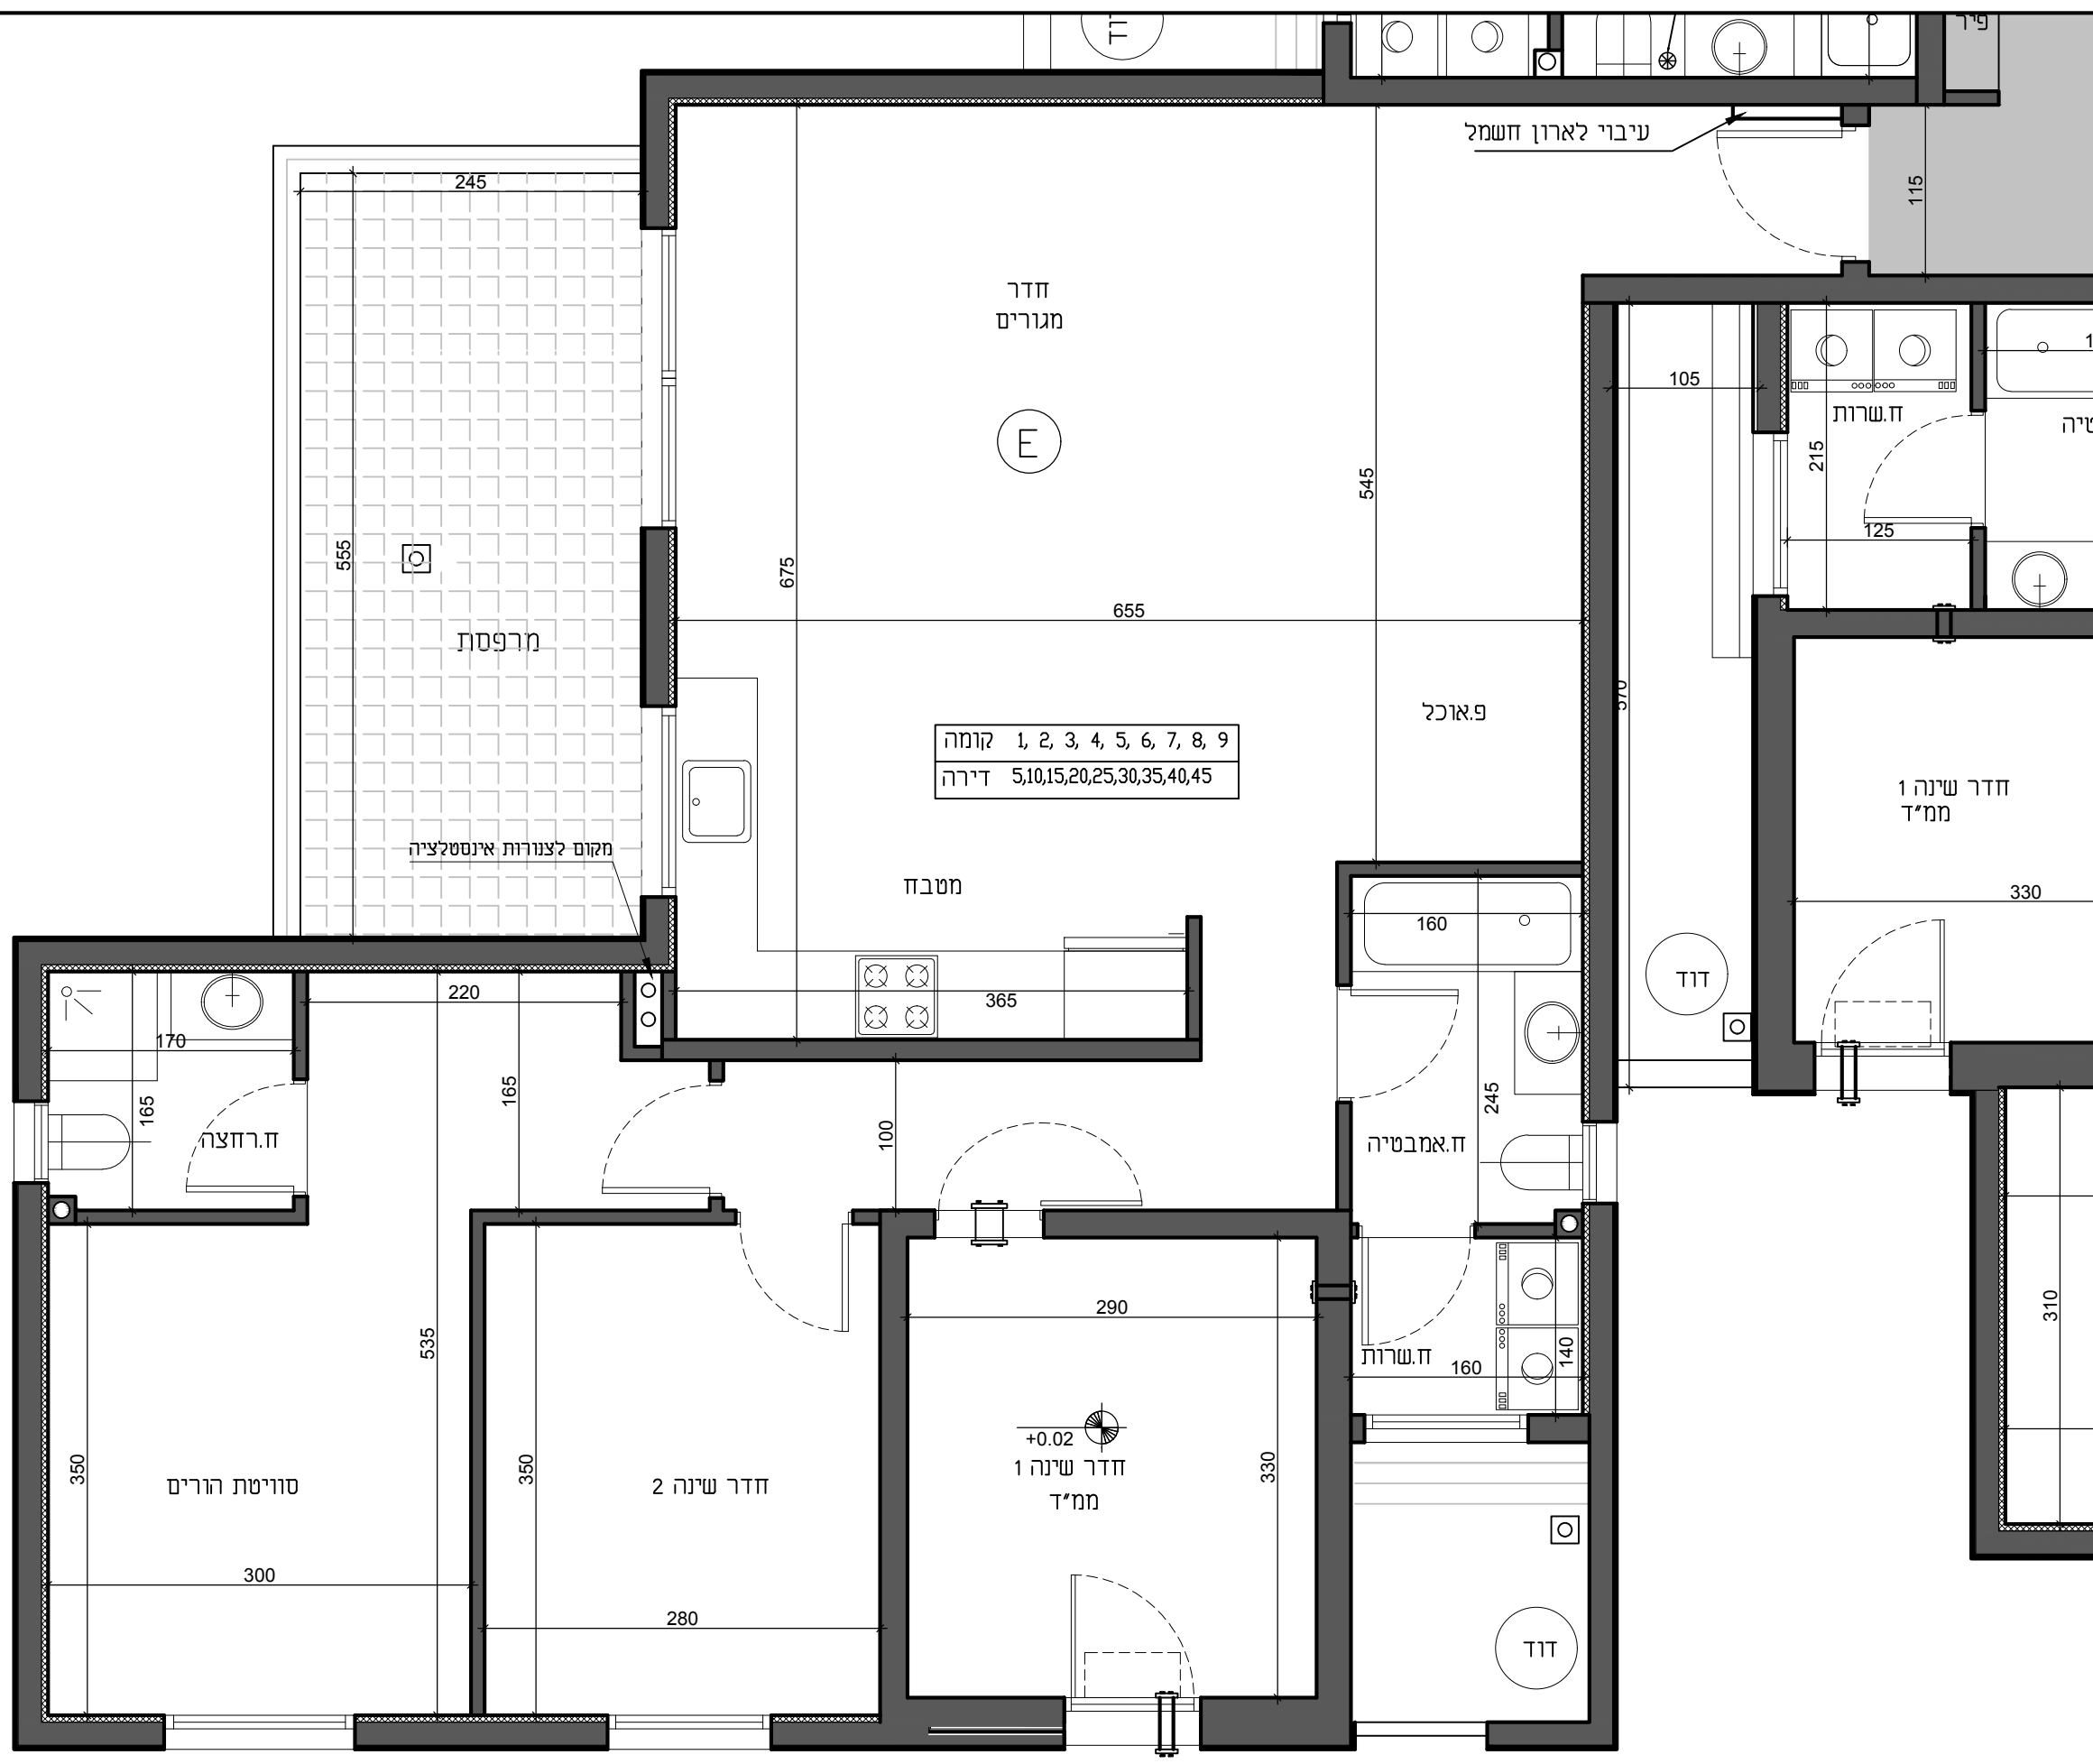 פיר
עיבוי לארון חשמל
245
115
חדר
מגורים
E
105
ח.שרות
215
125
545
555
675
655
מרפסת
פ.אוכל
קומה 1, 2, 3, 4, 5, 6, 7, 8, 9
דירה 5,10,15,20,25,30,35,40,45
570
חדר שינה 1
ממ"ד
330
מקום לצנורות אינסטלציה
מטבח
160
דוד
220
365
170
165
165
100
245
ח.רחצה
ח.אמבטיה
290
310
535
ח.שרות
160
140
350
סוויטת הורים
350
חדר שינה 2
+0.02
חדר שינה 1
ממ"ד
330
300
280
דוד